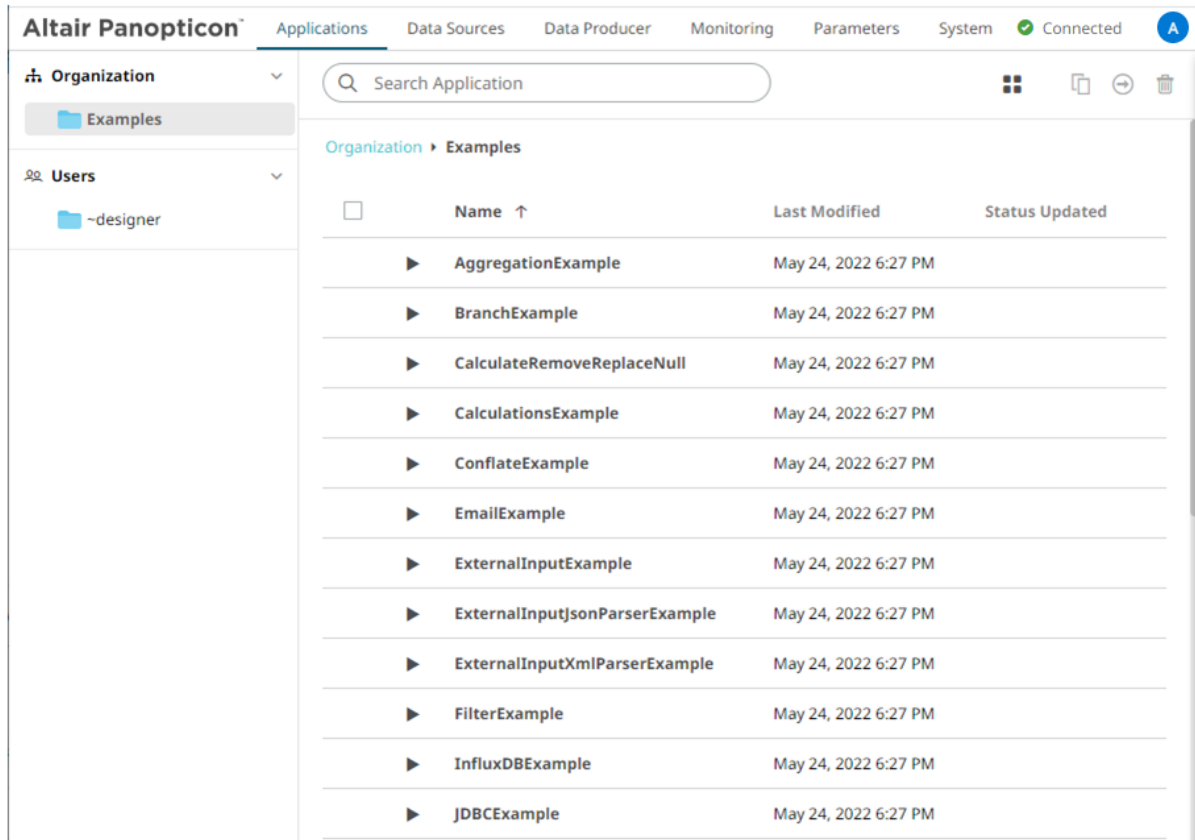 Altair Panopticon™ Applications Data Sources Data Producer Monitoring Parameters System Connected A
Organization
Search Application
Examples
Organization ▸ Examples
Users
~designer
Name ↑ Last Modified Status Updated
▶ AggregationExample May 24, 2022 6:27 PM
▶ BranchExample May 24, 2022 6:27 PM
▶ CalculateRemoveReplaceNull May 24, 2022 6:27 PM
▶ CalculationsExample May 24, 2022 6:27 PM
▶ ConflateExample May 24, 2022 6:27 PM
▶ EmailExample May 24, 2022 6:27 PM
▶ ExternalInputExample May 24, 2022 6:27 PM
▶ ExternalInputJsonParserExample May 24, 2022 6:27 PM
▶ ExternalInputXmlParserExample May 24, 2022 6:27 PM
▶ FilterExample May 24, 2022 6:27 PM
▶ InfluxDBExample May 24, 2022 6:27 PM
▶ JDBCExample May 24, 2022 6:27 PM